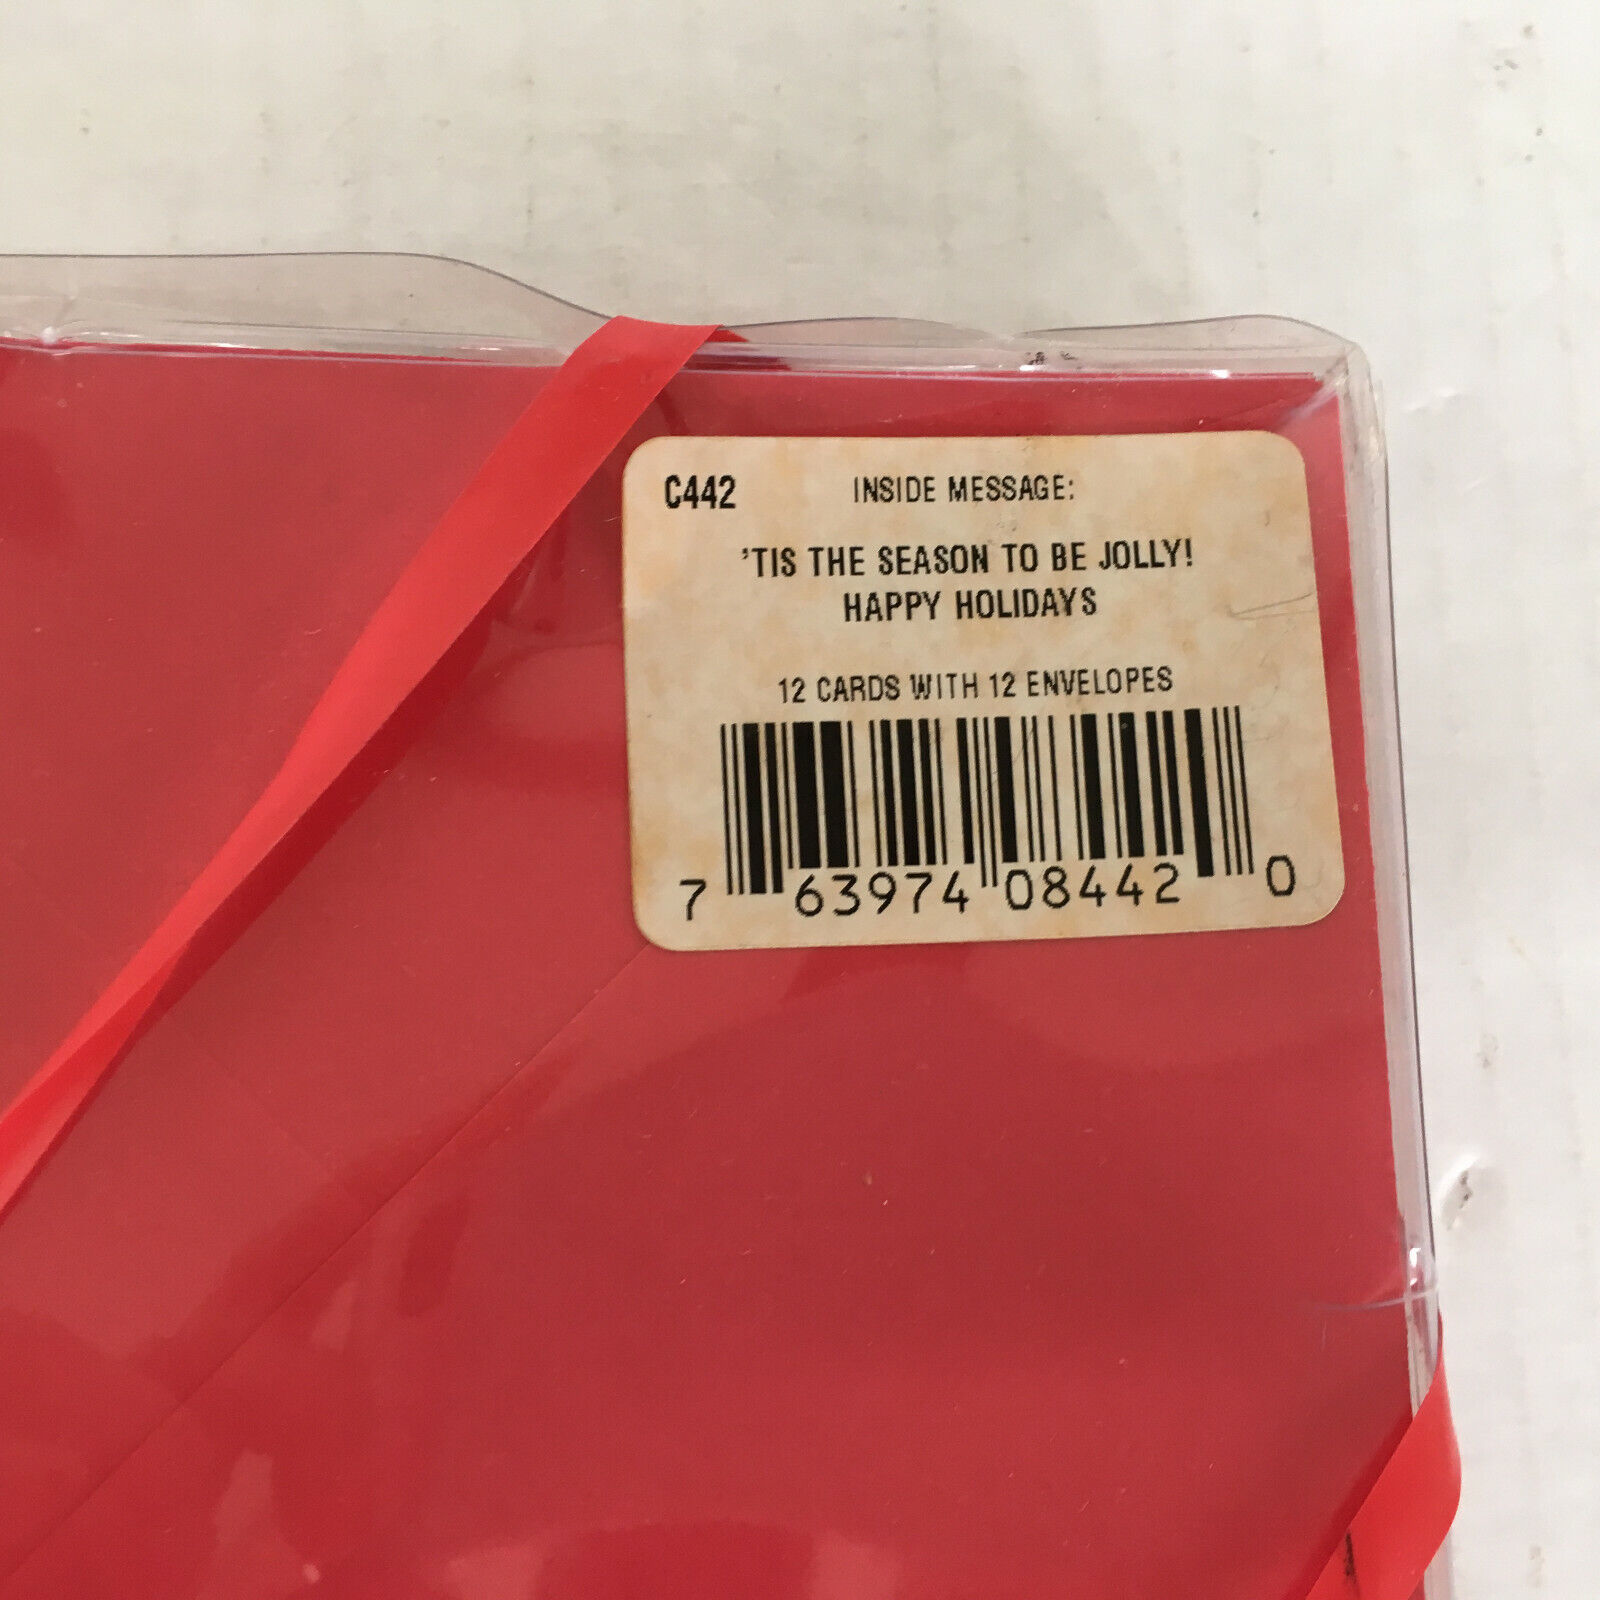 C442 INSIDE MESSAGE:
'TIS THE SEASON TO BE JOLLY!
HAPPY HOLIDAYS
12 CARDS WITH 12 ENVELOPES
7 63974 08442 0